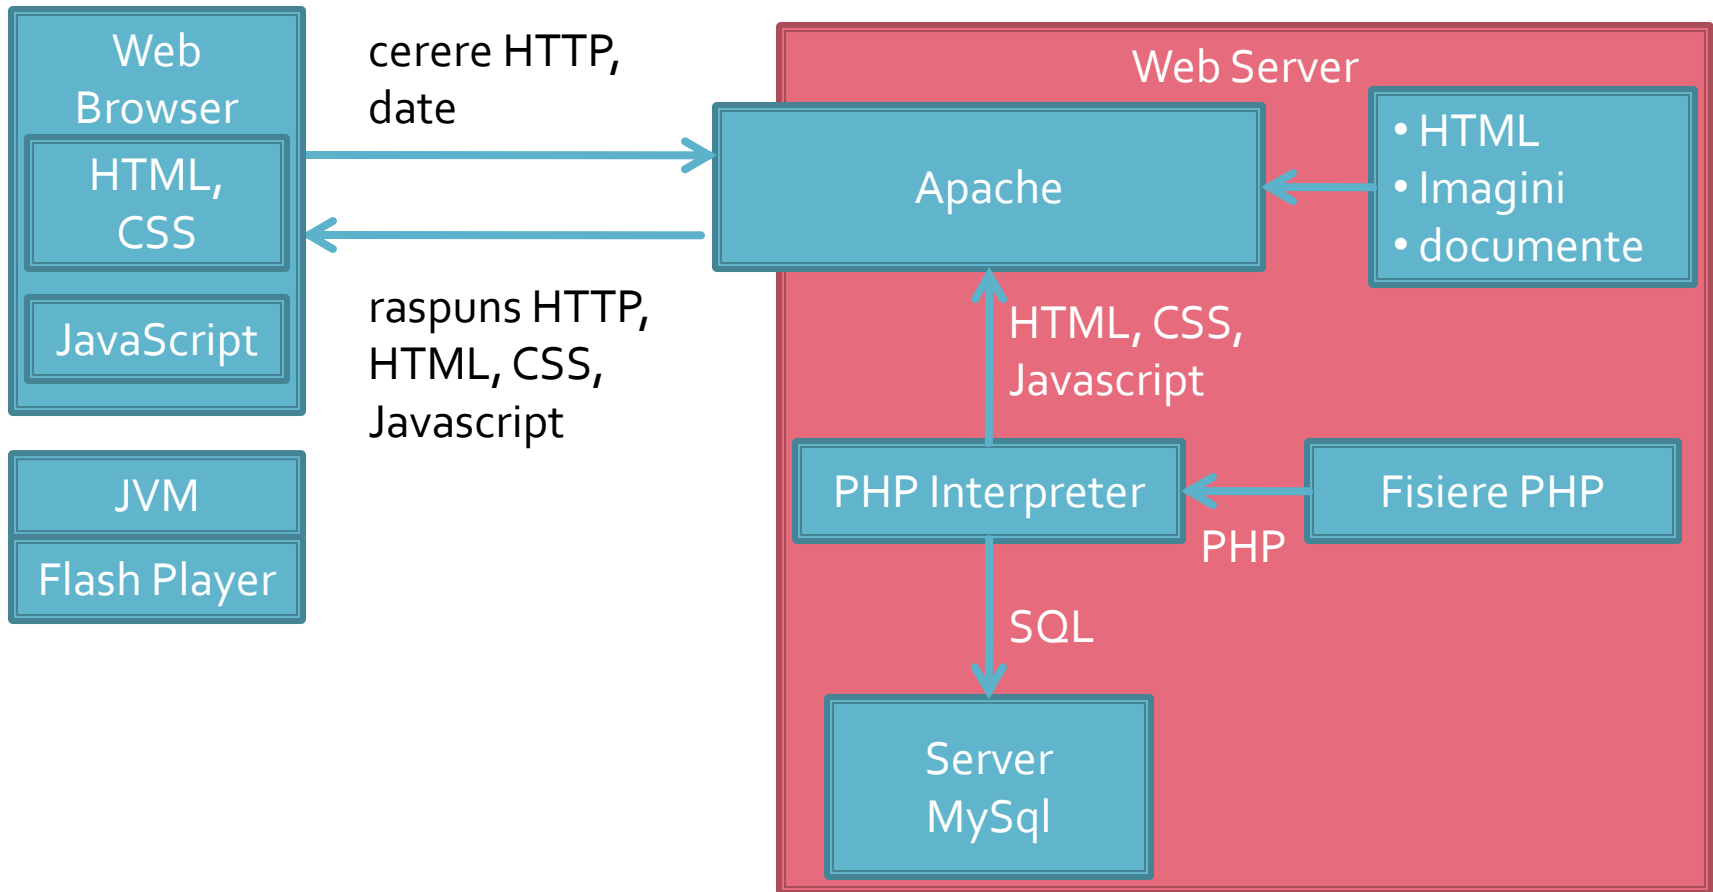 Web
Browser
HTML,
CSS
JavaScript
JVM
Flash Player
cerere HTTP,
date
raspuns HTTP,
HTML, CSS,
Javascript
Web Server
Apache
• HTML
• Imagini
• documente
HTML, CSS,
Javascript
PHP Interpreter
PHP
Fisiere PHP
SQL
Server
MySql